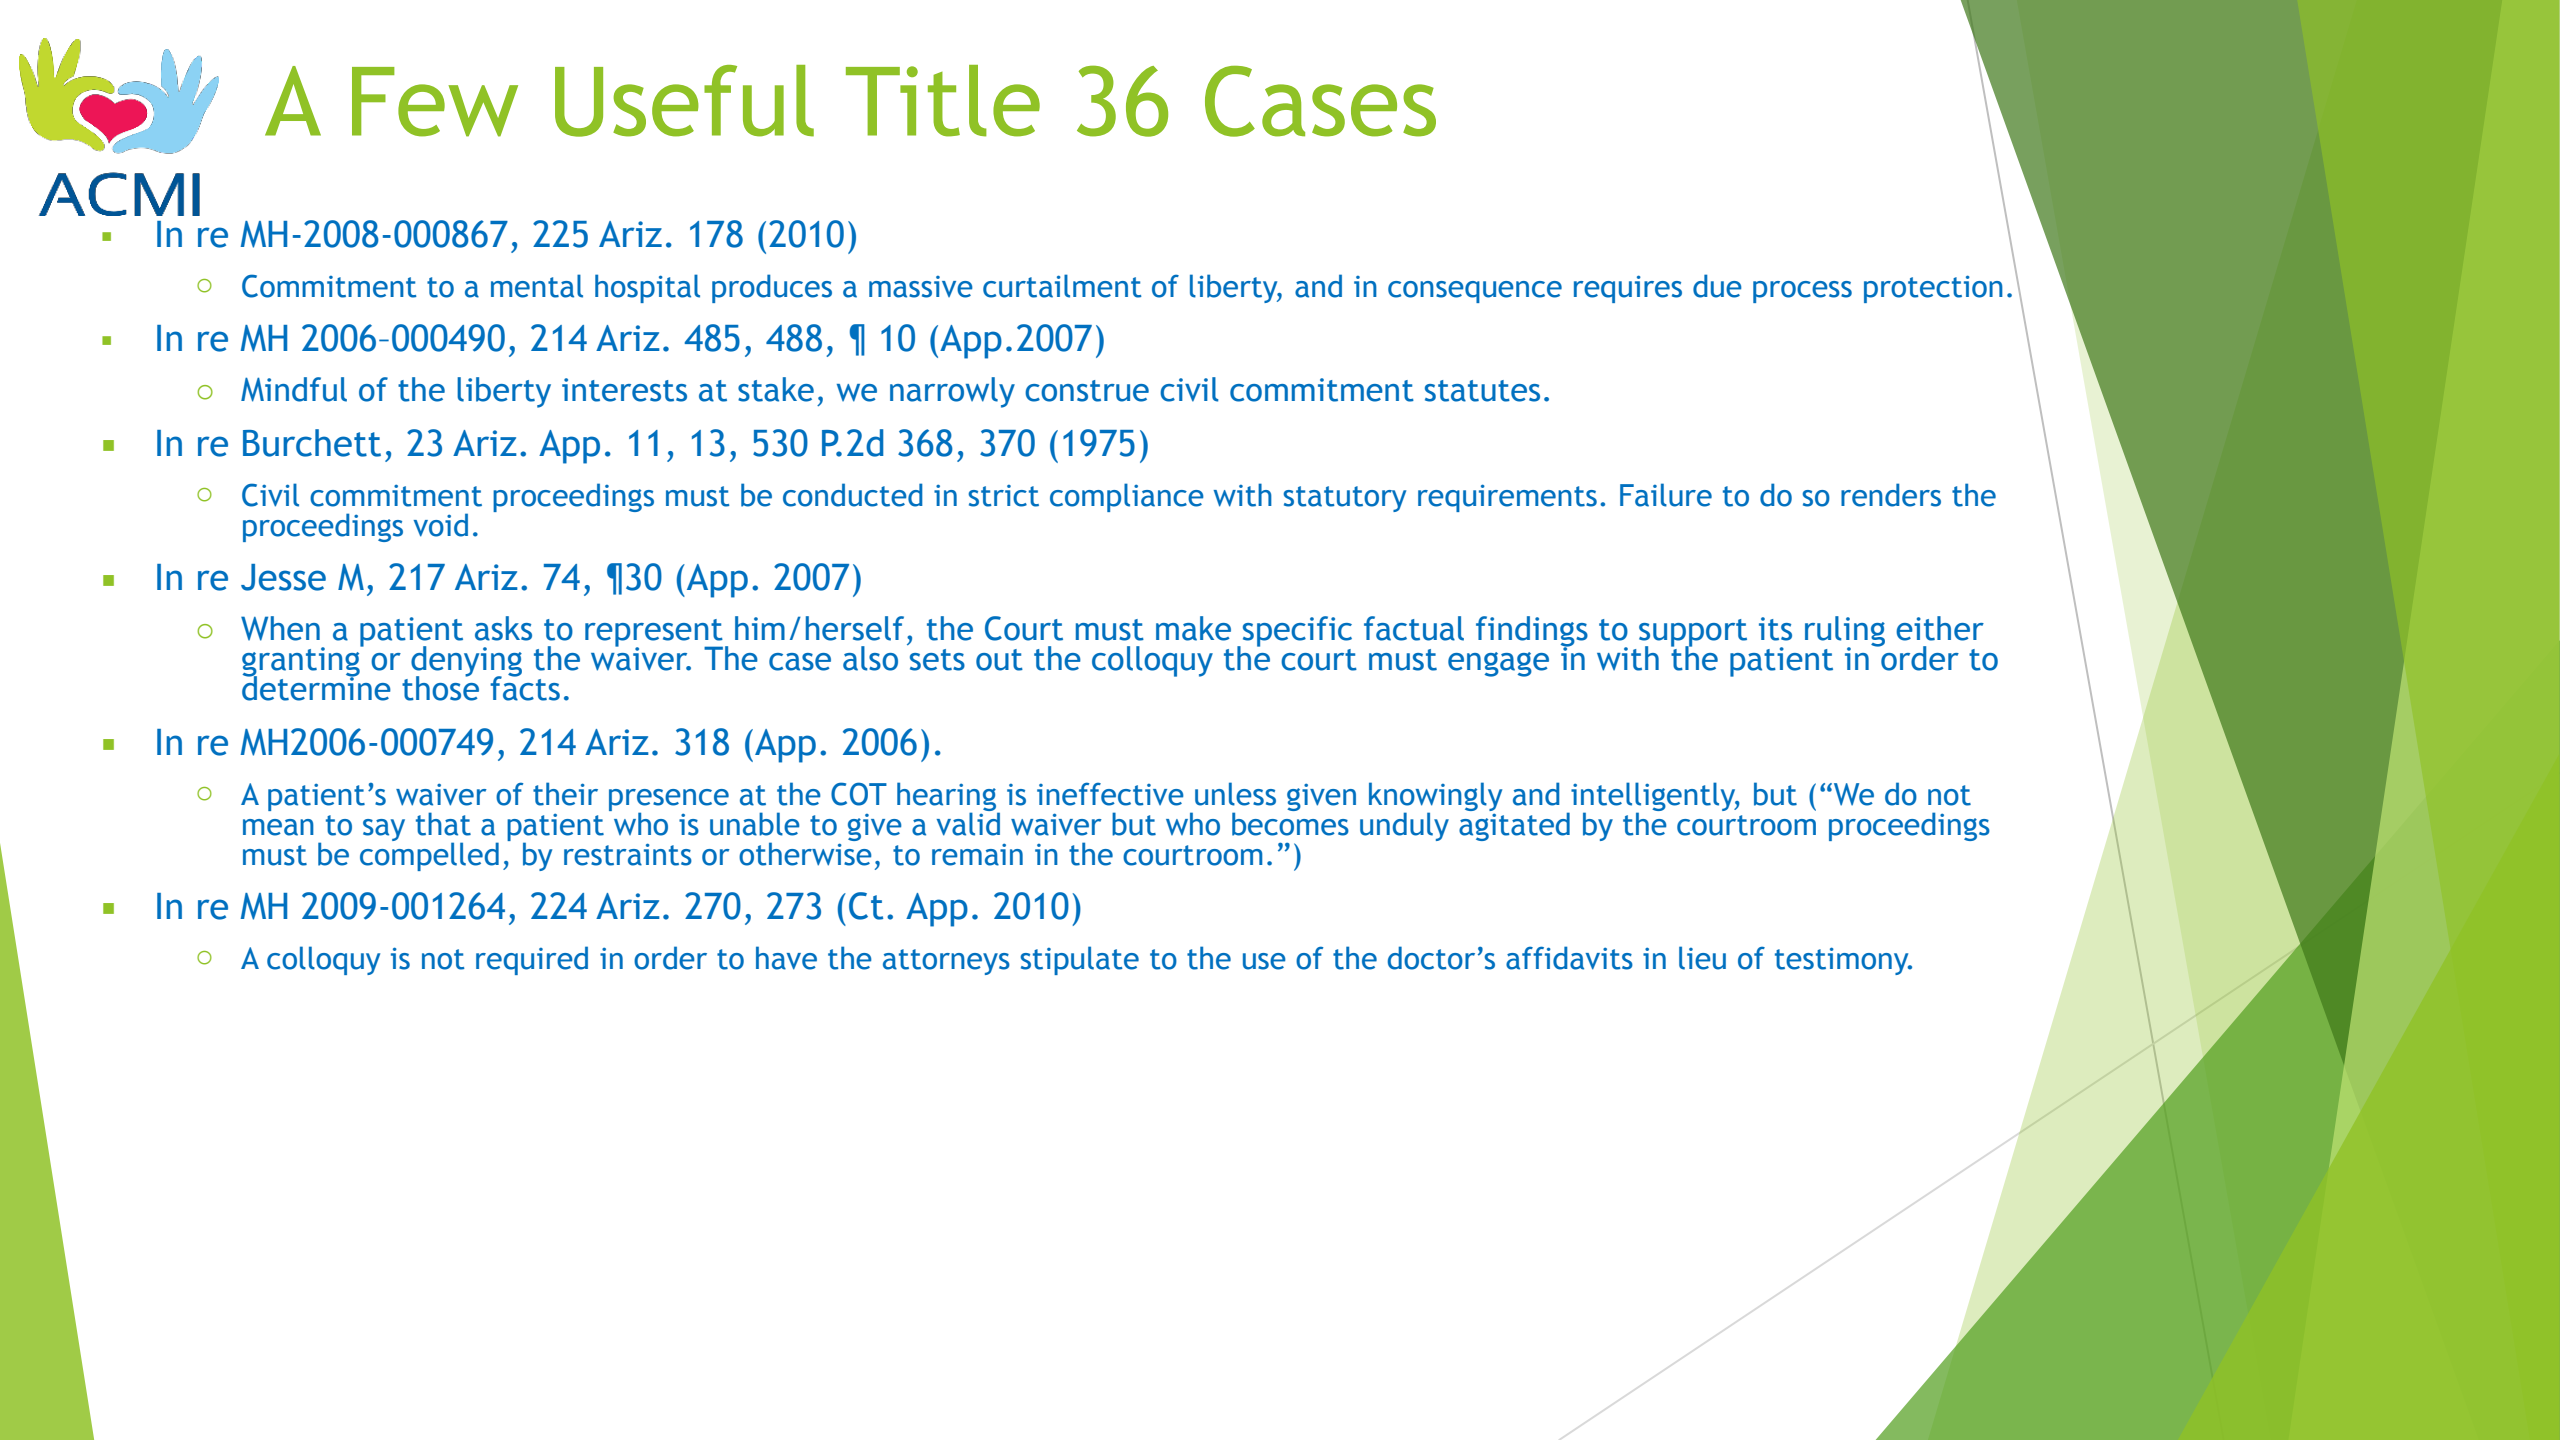 A Few Useful Title 36 Cases
ACMI
In re MH-2008-000867, 225 Ariz. 178 (2010)
Commitment to a mental hospital produces a massive curtailment of liberty, and in consequence requires due process protection.
In re MH 2006–000490, 214 Ariz. 485, 488, ¶ 10 (App.2007)
Mindful of the liberty interests at stake, we narrowly construe civil commitment statutes.
In re Burchett, 23 Ariz. App. 11, 13, 530 P.2d 368, 370 (1975)
Civil commitment proceedings must be conducted in strict compliance with statutory requirements. Failure to do so renders the
proceedings void.
In re Jesse M, 217 Ariz. 74, ¶30 (App. 2007)
When a patient asks to represent him/herself, the Court must make specific factual findings to support its ruling either
granting or denying the waiver. The case also sets out the colloquy the court must engage in with the patient in order to
determine those facts.
In re MH2006-000749, 214 Ariz. 318 (App. 2006).
A patient’s waiver of their presence at the COT hearing is ineffective unless given knowingly and intelligently, but (“We do not
mean to say that a patient who is unable to give a valid waiver but who becomes unduly agitated by the courtroom proceedings
must be compelled, by restraints or otherwise, to remain in the courtroom.”)
In re MH 2009-001264, 224 Ariz. 270, 273 (Ct. App. 2010)
A colloquy is not required in order to have the attorneys stipulate to the use of the doctor’s affidavits in lieu of testimony.